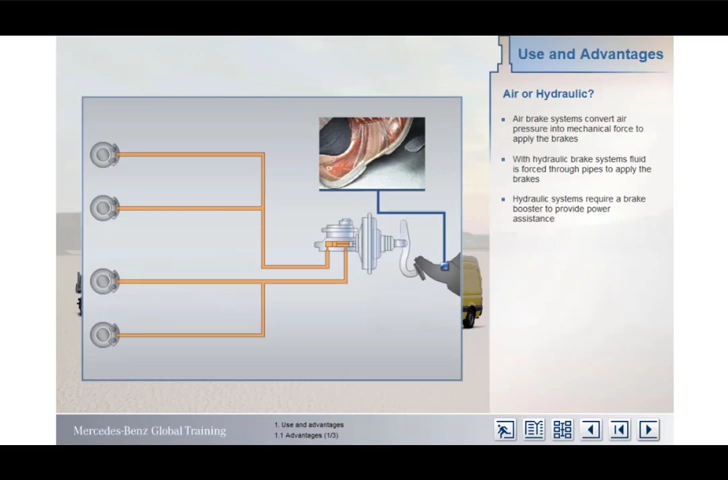 Use and Advantages
Air or Hydraulic?
Air brake systems convert air
pressure into mechanical force to
apply the brakes
With hydraulic brake systems fluid
is forced through pipes to apply the
brakes
Hydraulic systems require a brake
booster to provide power
assistance
Mercedes-Benz Global Training
1. Use and advantages
1.1 Advantages (1/3)